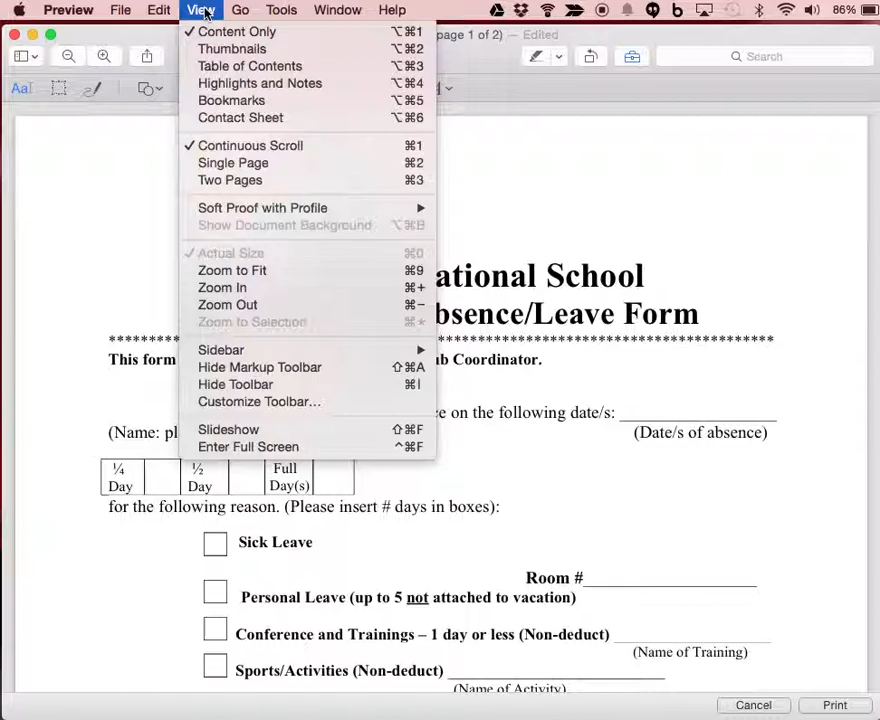 Preview File Edit View Go Tools Window Help 86%
page 1 of 2) — Edited
Search
AaI
Content Only ⌥⌘1
Thumbnails ⌥⌘2
Table of Contents ⌥⌘3
Highlights and Notes ⌥⌘4
Bookmarks ⌥⌘5
Contact Sheet ⌥⌘6
Continuous Scroll ⌘1
Single Page ⌘2
Two Pages ⌘3
Soft Proof with Profile
Show Document Background ⌥⌘B
Actual Size ⌘0
Zoom to Fit ⌘9
Zoom In ⌘+
Zoom Out ⌘−
Zoom to Selection ⌘*
Sidebar
Hide Markup Toolbar ⇧⌘A
Hide Toolbar ⌘I
Customize Toolbar…
Slideshow ⇧⌘F
Enter Full Screen ^⌘F
ational School
bsence/Leave Form
This form ub Coordinator.
ce on the following date/s:
(Name: pl (Date/s of absence)
¼ Day ½ Day Full Day(s)
for the following reason. (Please insert # days in boxes):
Sick Leave
Room #
Personal Leave (up to 5 not attached to vacation)
Conference and Trainings – 1 day or less (Non-deduct)
(Name of Training)
Sports/Activities (Non-deduct)
(Name of Activity)
Cancel Print